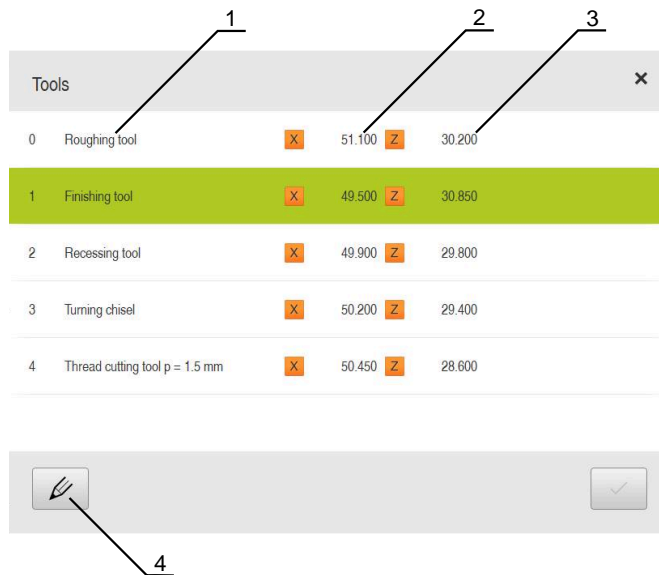 1 2 3
Tools ×
0 Roughing tool X 51.100 Z 30.200
1 Finishing tool X 49.500 Z 30.850
2 Recessing tool X 49.900 Z 29.800
3 Turning chisel X 50.200 Z 29.400
4 Thread cutting tool p = 1.5 mm X 50.450 Z 28.600
4